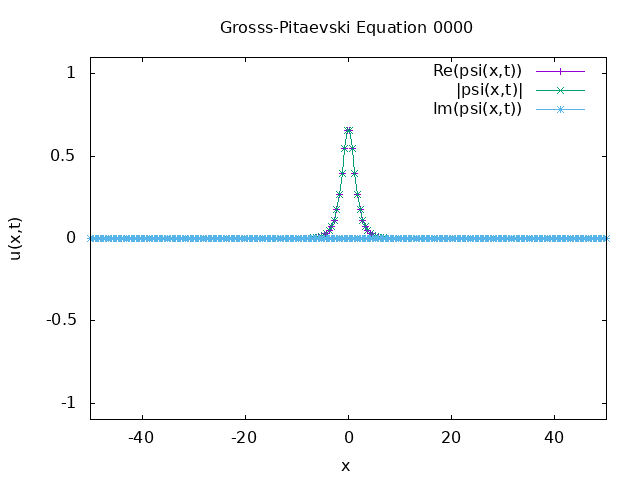 Grosss-Pitaevski Equation 0000
Re(psi(x,t))
|psi(x,t)|
Im(psi(x,t))
1
0.5
0
-0.5
-1
u(x,t)
-40 -20 0 20 40
x